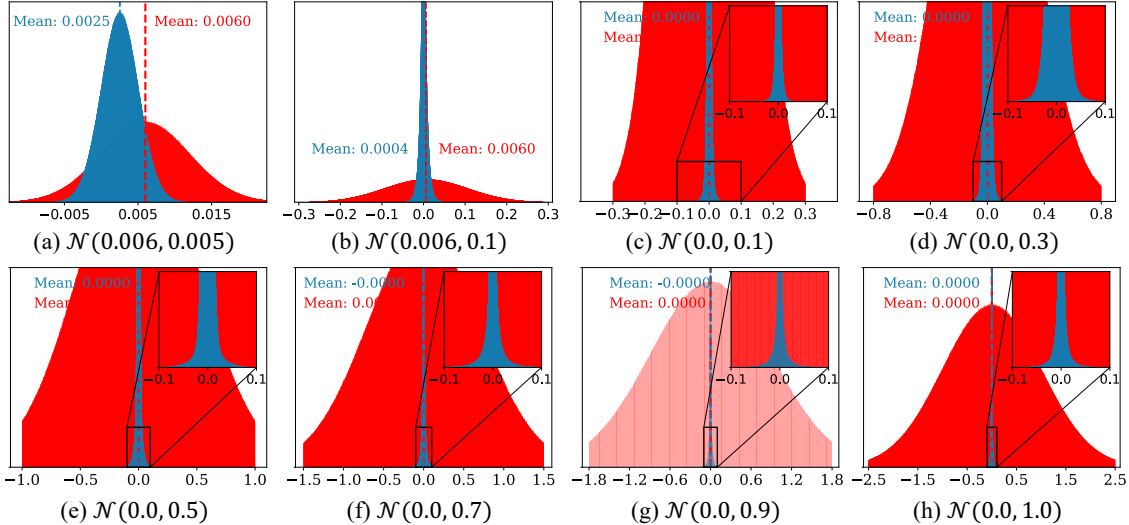 Mean: 0.0025 Mean: 0.0060
-0.005 0.005 0.015
(a) 𝒩(0.006, 0.005)
Mean: 0.0004 Mean: 0.0060
-0.3 -0.2 -0.1 0.0 0.1 0.2 0.3
(b) 𝒩(0.006, 0.1)
Mean: 0.0000
Mean:
-0.1 0.0 0.1
-0.3 -0.2 -0.1 0.0 0.1 0.2 0.3
(c) 𝒩(0.0, 0.1)
Mean: 0.0000
Mean:
-0.1 0.0 0.1
-0.8 -0.4 0.0 0.4 0.8
(d) 𝒩(0.0, 0.3)
Mean: 0.0000
Mean:
-0.1 0.0 0.1
-1.0 -0.5 0.0 0.5 1.0
(e) 𝒩(0.0, 0.5)
Mean: -0.0000
Mean:
-0.1 0.0 0.1
-1.5 -1.0 -0.5 0.0 0.5 1.0 1.5
(f) 𝒩(0.0, 0.7)
Mean: -0.0000
Mean: 0.0000
-0.1 0.0 0.1
-1.8 -1.2 -0.6 0.0 0.6 1.2 1.8
(g) 𝒩(0.0, 0.9)
Mean: 0.0000
Mean: 0.0000
-0.1 0.0 0.1
-2.5 -1.5 -0.5 0.5 1.5 2.5
(h) 𝒩(0.0, 1.0)